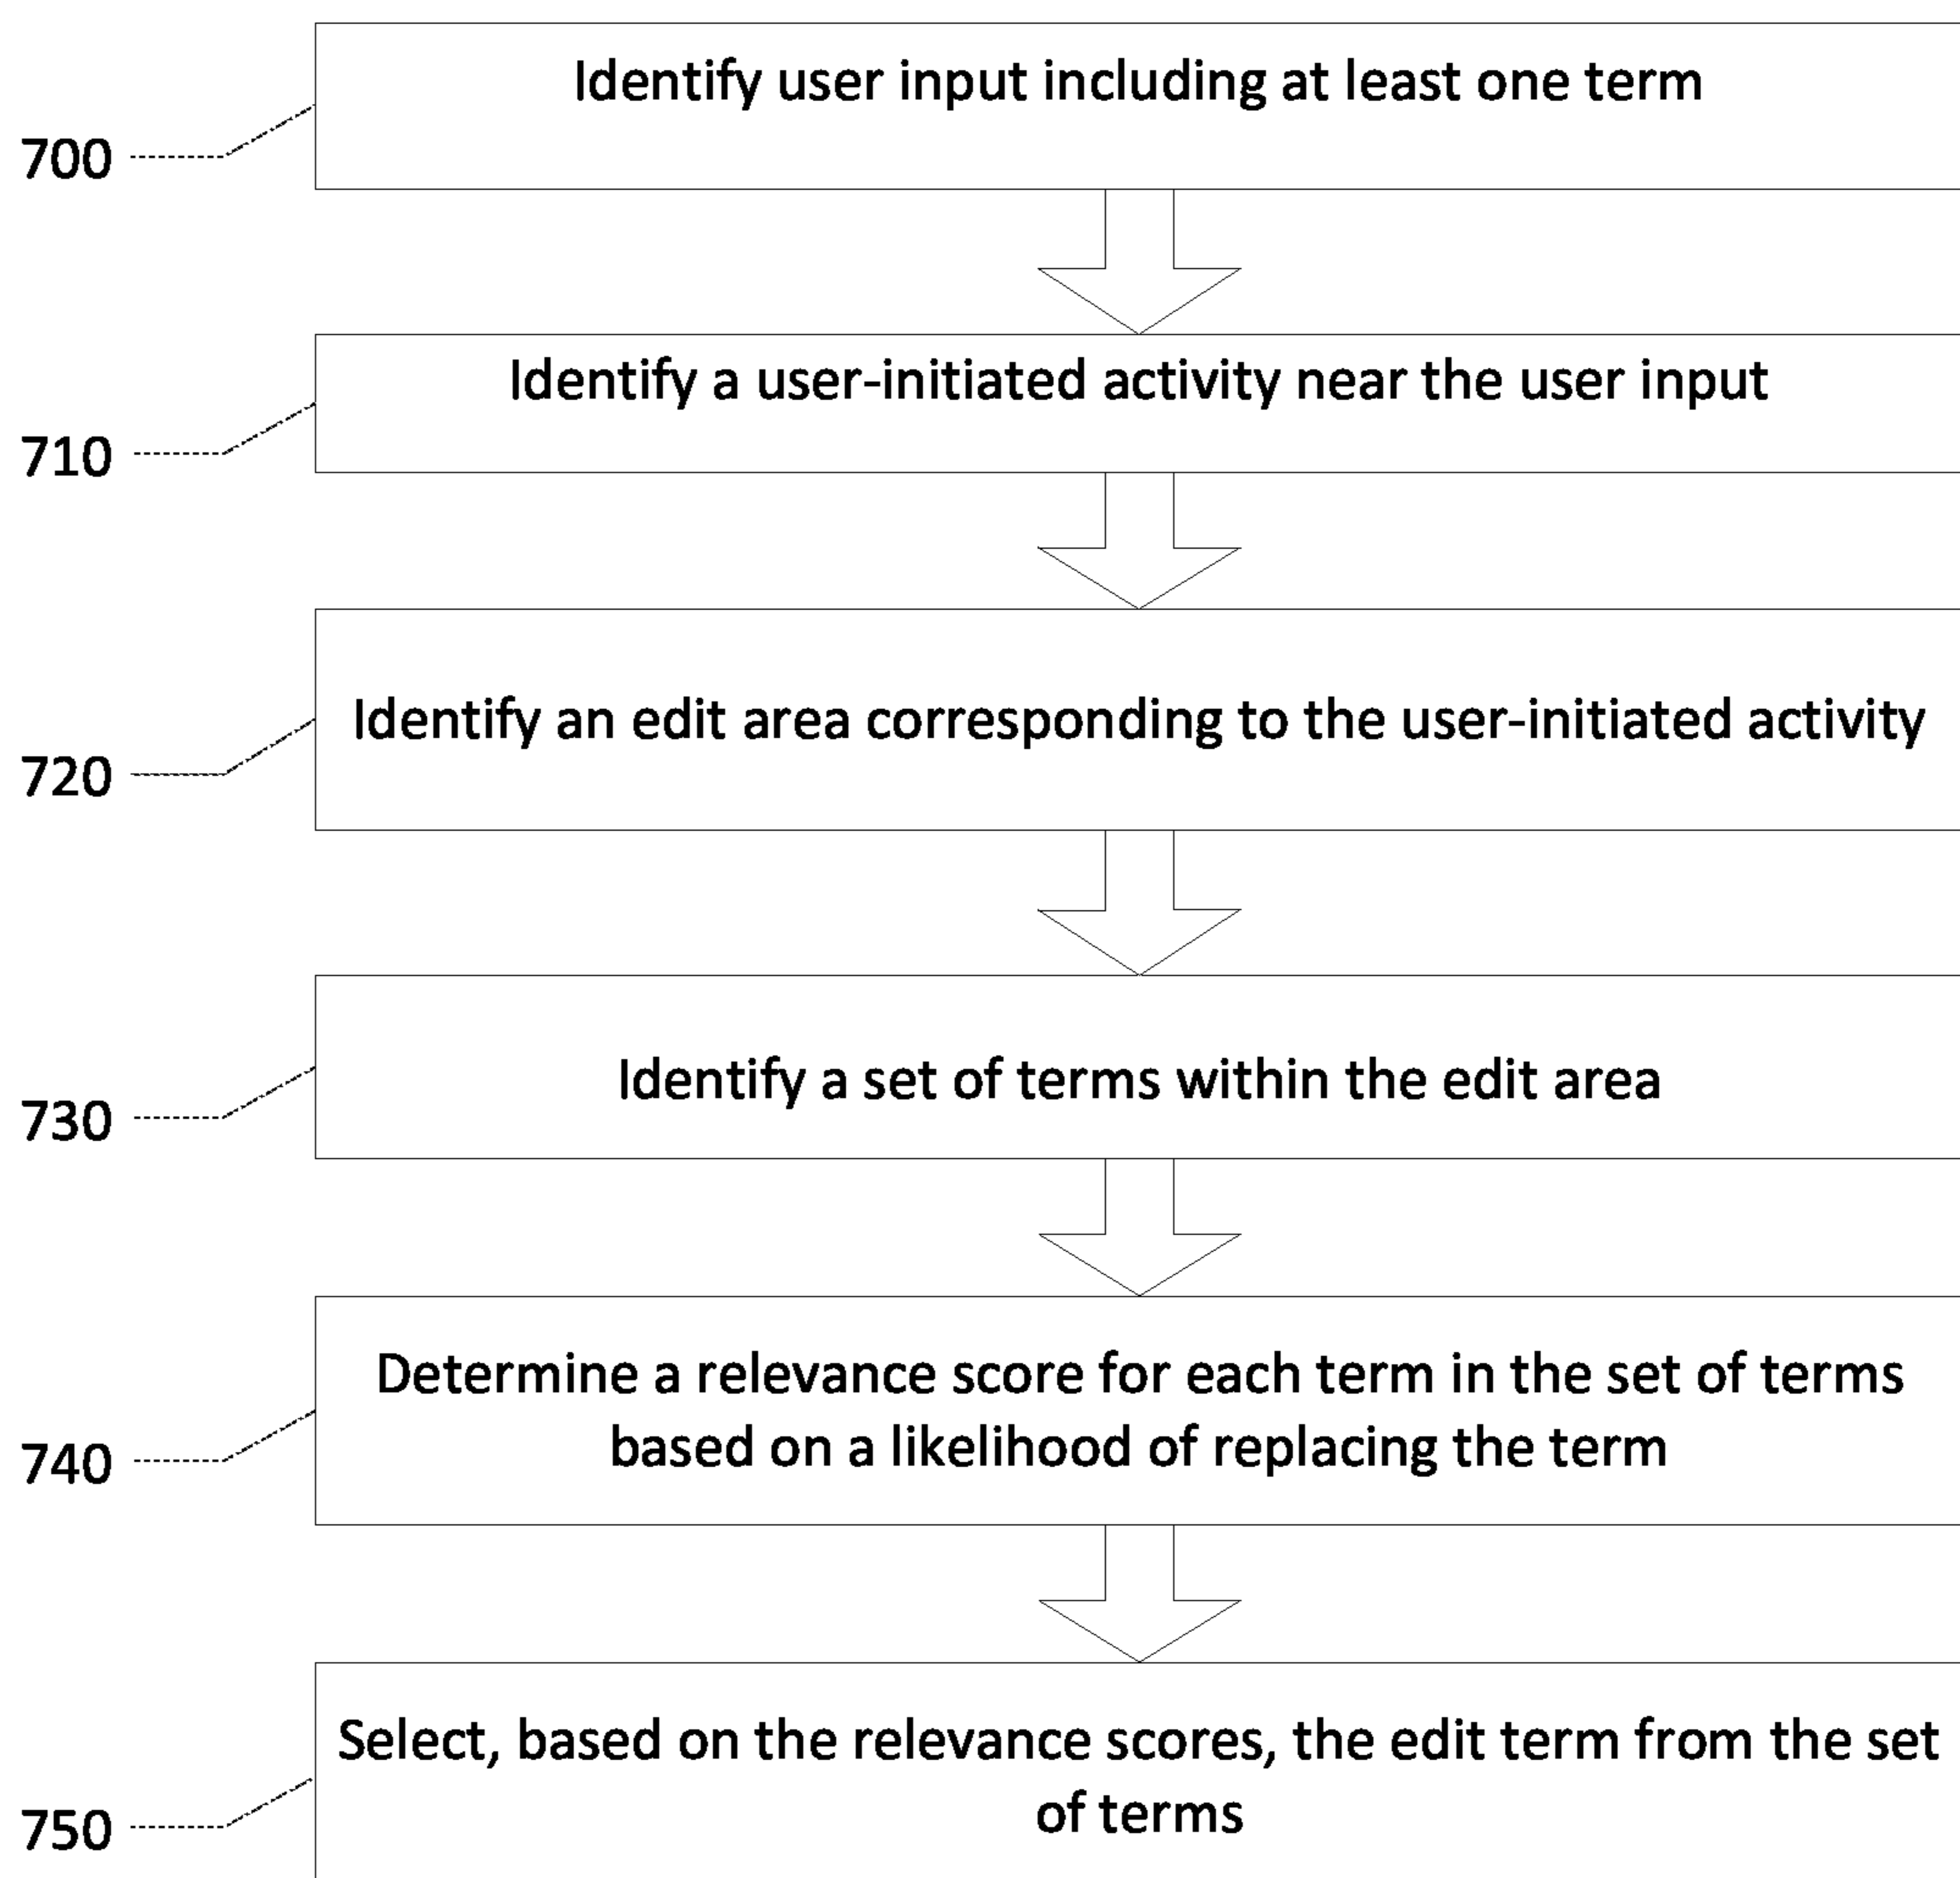 Identify user input including at least one term
700
Identify a user-initiated activity near the user input
710
Identify an edit area corresponding to the user-initiated activity
720
Identify a set of terms within the edit area
730
Determine a relevance score for each term in the set of terms
based on a likelihood of replacing the term
740
Select, based on the relevance scores, the edit term from the set
of terms
750